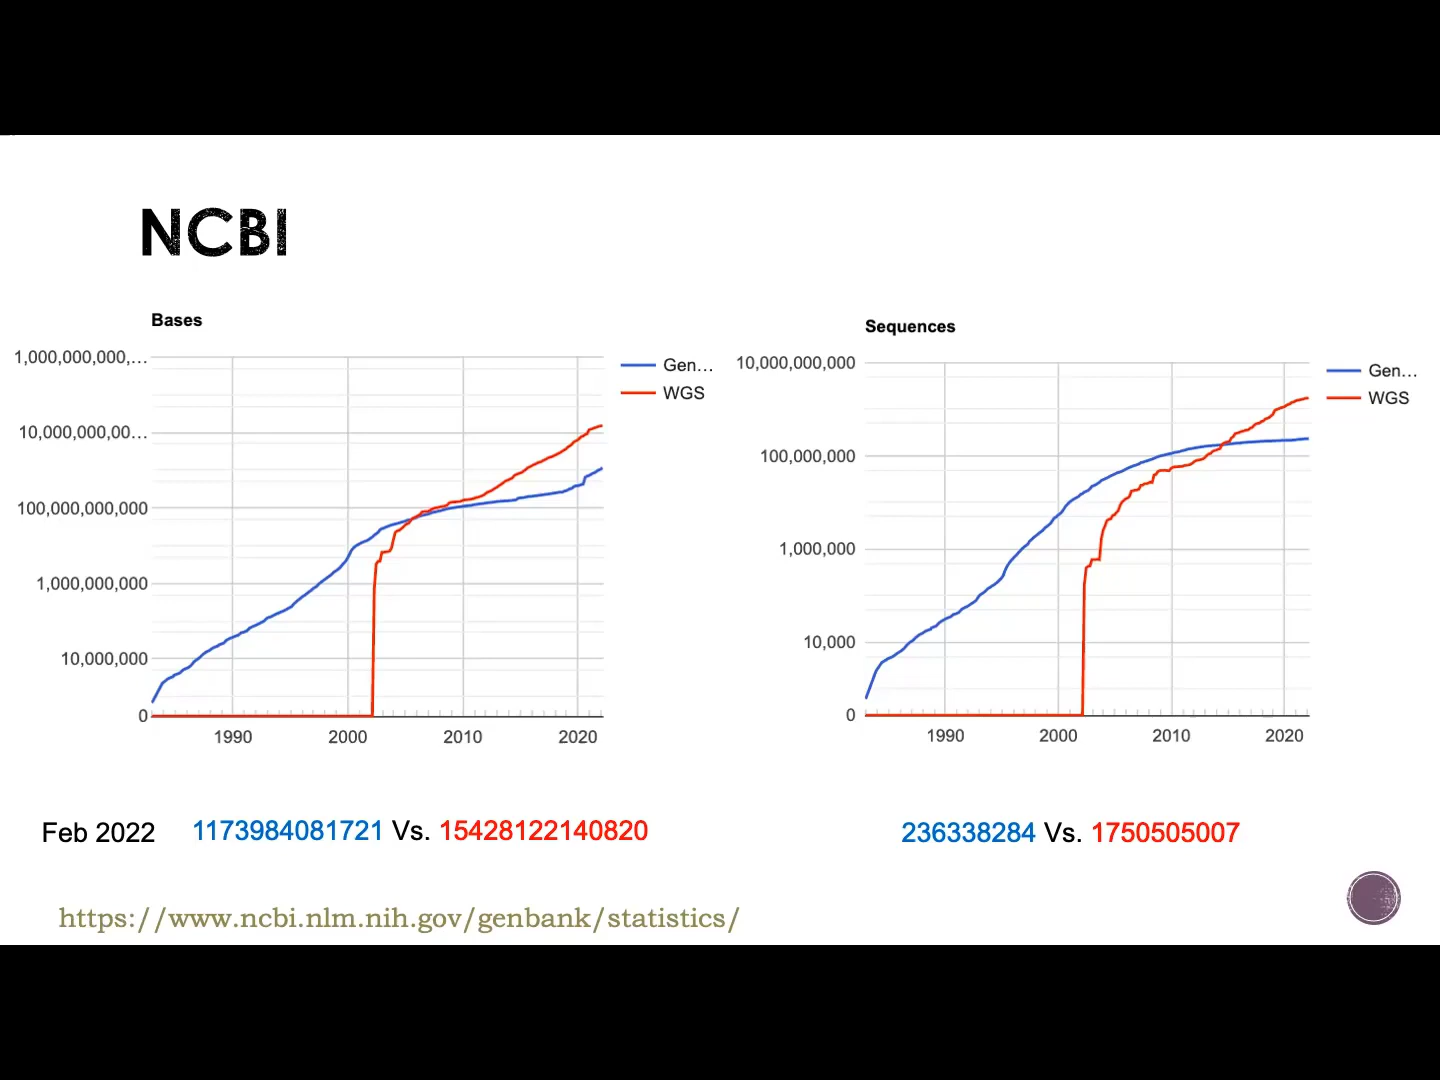 NCBI
Bases
1,000,000,000,...
10,000,000,00...
100,000,000,000
1,000,000,000
10,000,000
0
1990 2000 2010 2020
Gen...
WGS
Sequences
10,000,000,000
100,000,000
1,000,000
10,000
0
1990 2000 2010 2020
Gen...
WGS
Feb 2022 1173984081721 Vs. 15428122140820
236338284 Vs. 1750505007
https://www.ncbi.nlm.nih.gov/genbank/statistics/